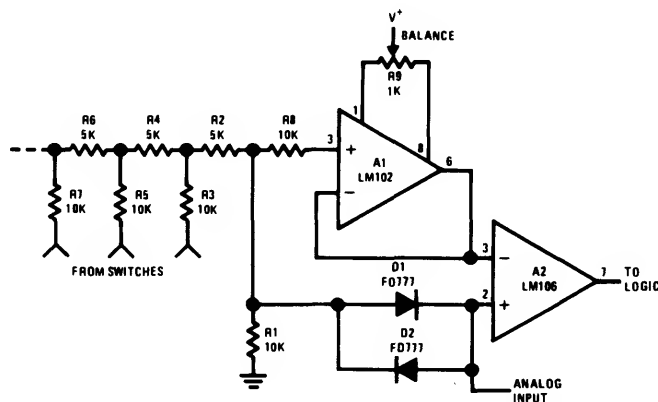 V+
BALANCE
R9
1K
R6
5K
R4
5K
R2
5K
R8
10K
1
3
+
A1
LM102
8
6
−
R7
10K
R5
10K
R3
10K
FROM SWITCHES
D1
FD777
3
−
A2
LM106
7
TO
LOGIC
2
+
R1
10K
D2
FD777
ANALOG
INPUT